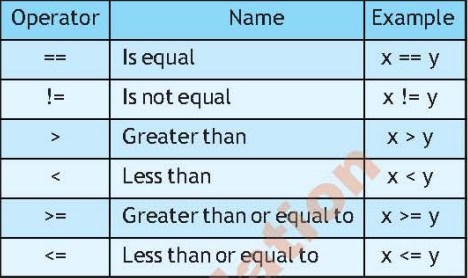 Operator Name Example
== Is equal x == y
!= Is not equal x != y
> Greater than x > y
< Less than x < y
>= Greater than or equal to x >= y
<= Less than or equal to x <= y